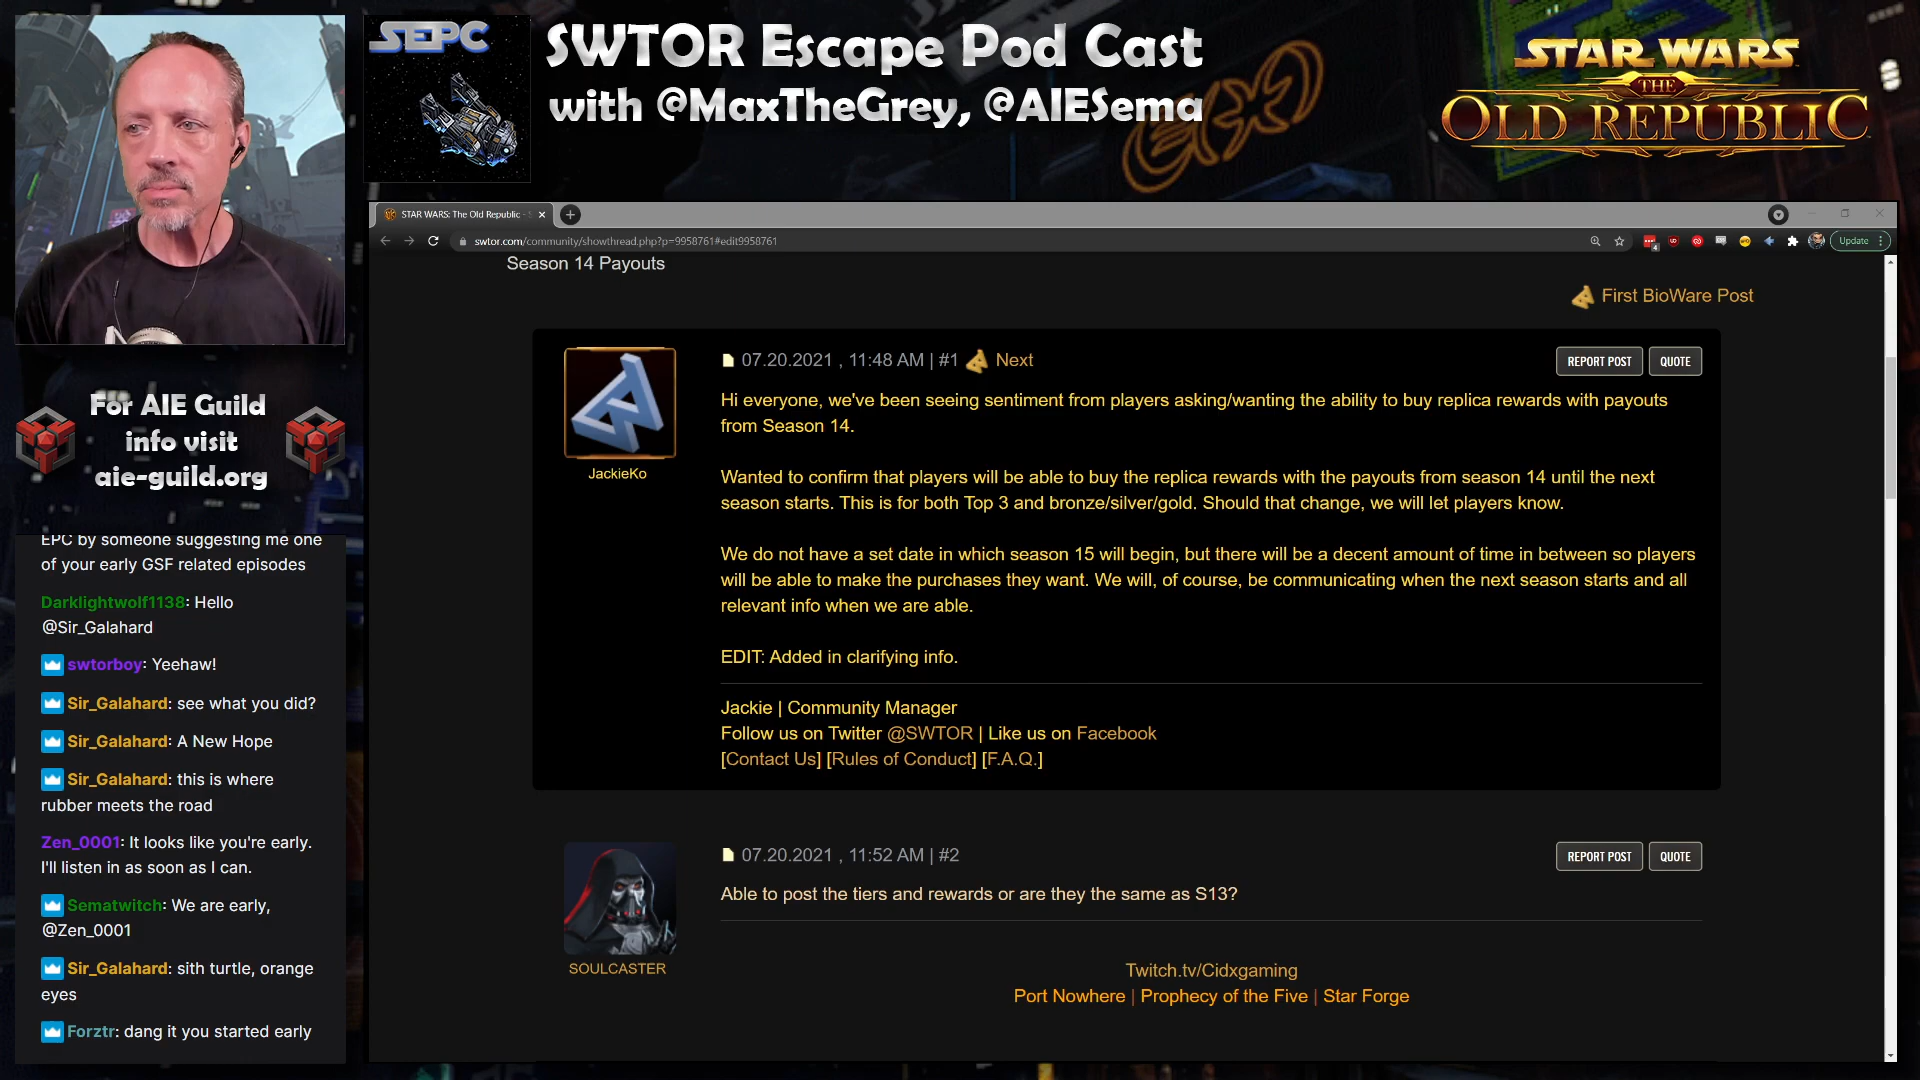 SEPC
SWTOR Escape Pod Cast
with @MaxTheGrey, @AIESema
STAR WARS
THE
OLD REPUBLIC
For AIE Guild
info visit
aie-guild.org
EPC by someone suggesting me one
of your early GSF related episodes
Darklightwolf1138: Hello
@Sir_Galahard
swtorboy: Yeehaw!
Sir_Galahard: see what you did?
Sir_Galahard: A New Hope
Sir_Galahard: this is where
rubber meets the road
Zen_0001: It looks like you're early.
I'll listen in as soon as I can.
Sematwitch: We are early,
@Zen_0001
Sir_Galahard: sith turtle, orange
eyes
Forztr: dang it you started early
STAR WARS: The Old Republic -
swtor.com/community/showthread.php?p=9958761#edit9958761
Update
Season 14 Payouts
First BioWare Post
07.20.2021 , 11:48 AM | #1 Next
REPORT POST QUOTE
JackieKo
Hi everyone, we've been seeing sentiment from players asking/wanting the ability to buy replica rewards with payouts
from Season 14.
Wanted to confirm that players will be able to buy the replica rewards with the payouts from season 14 until the next
season starts. This is for both Top 3 and bronze/silver/gold. Should that change, we will let players know.
We do not have a set date in which season 15 will begin, but there will be a decent amount of time in between so players
will be able to make the purchases they want. We will, of course, be communicating when the next season starts and all
relevant info when we are able.
EDIT: Added in clarifying info.
Jackie | Community Manager
Follow us on Twitter @SWTOR | Like us on Facebook
[Contact Us] [Rules of Conduct] [F.A.Q.]
07.20.2021 , 11:52 AM | #2
REPORT POST QUOTE
SOULCASTER
Able to post the tiers and rewards or are they the same as S13?
Twitch.tv/Cidxgaming
Port Nowhere | Prophecy of the Five | Star Forge